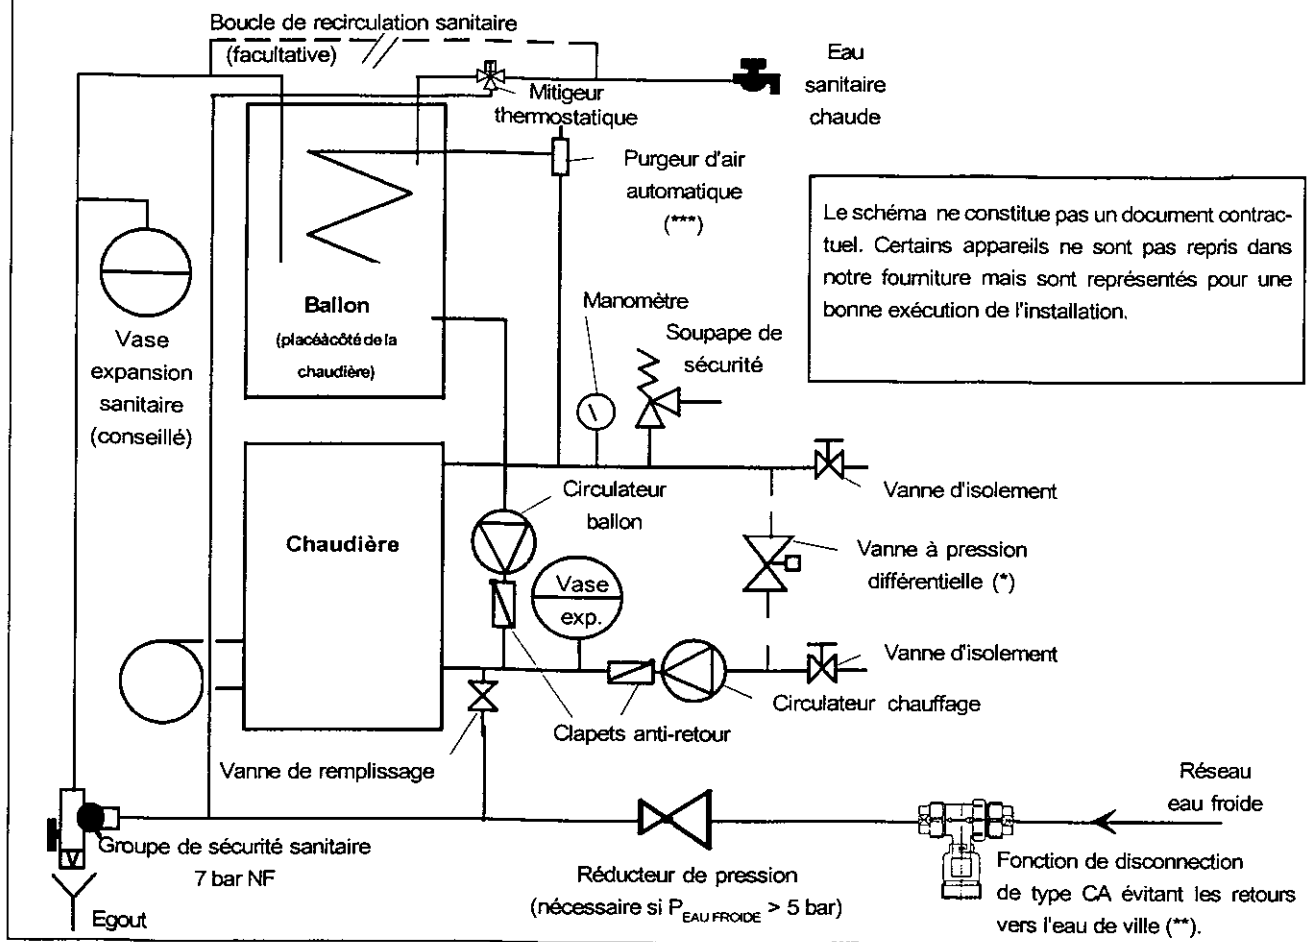 Boucle de recirculation sanitaire
(facultative)
Eau
sanitaire
chaude
Mitigeur
thermostatique
Purgeur d'air
automatique
(***)
Le schéma ne constitue pas un document contrac-
tuel. Certains appareils ne sont pas repris dans
notre fourniture mais sont représentés pour une
bonne exécution de l'installation.
Vase
expansion
sanitaire
(conseillé)
Ballon
(placéàcôté de la
chaudière)
Manomètre
Soupape de
sécurité
Vanne d'isolement
Circulateur
ballon
Chaudière
Vase
exp.
Vanne à pression
différentielle (*)
Vanne d'isolement
Circulateur chauffage
Clapets anti-retour
Vanne de remplissage
Réseau
eau froide
Groupe de sécurité sanitaire
7 bar NF
Egout
Réducteur de pression
(nécessaire si P EAU FROIDE > 5 bar)
Fonction de disconnection
de type CA évitant les retours
vers l'eau de ville (**).